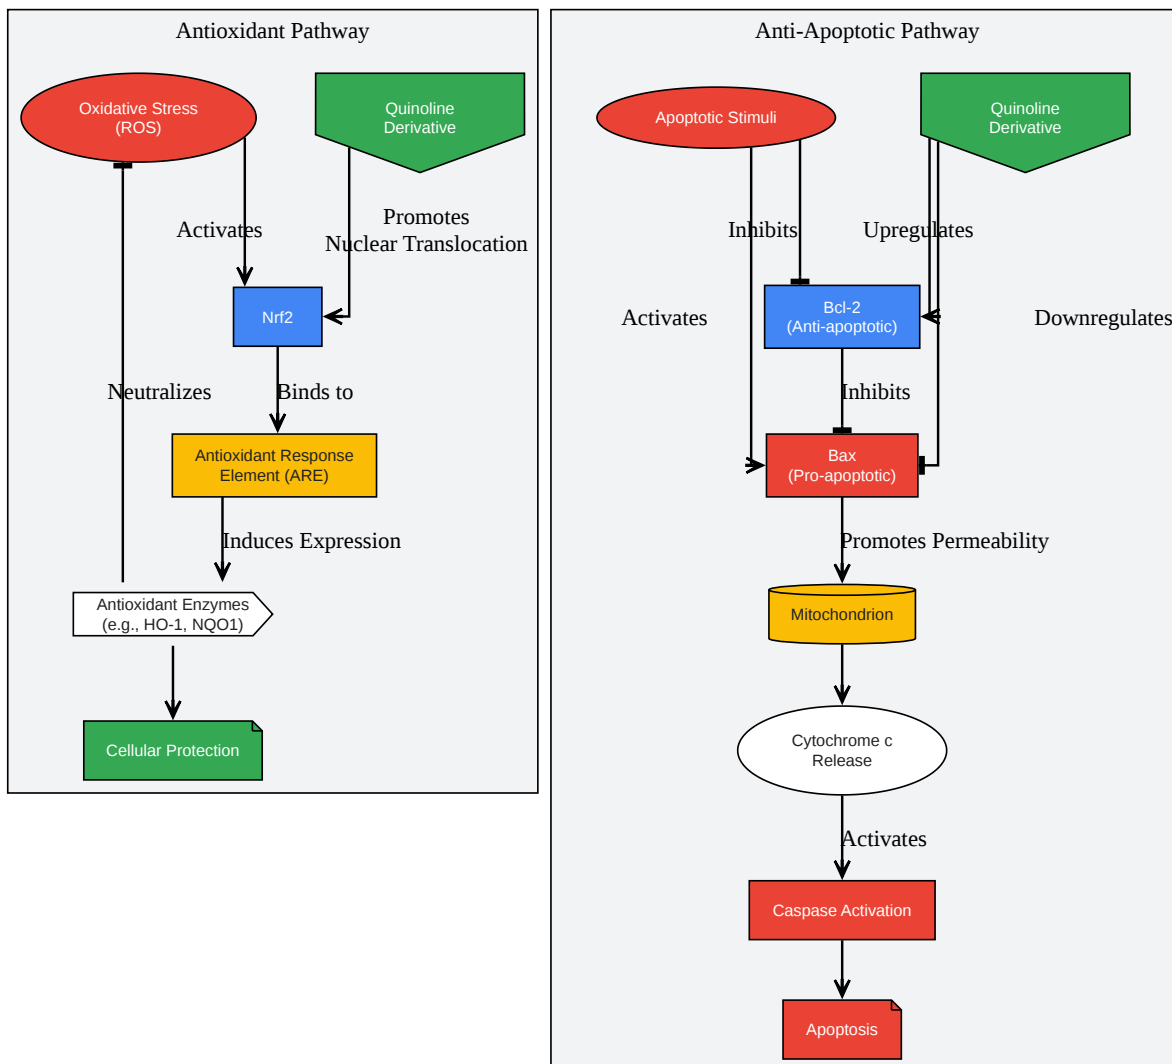 Antioxidant Pathway
Oxidative Stress
(ROS)
Quinoline
Derivative
Activates
Promotes
Nuclear Translocation
Nrf2
Neutralizes
Binds to
Antioxidant Response
Element (ARE)
Induces Expression
Antioxidant Enzymes
(e.g., HO-1, NQO1)
Cellular Protection
Anti-Apoptotic Pathway
Apoptotic Stimuli
Quinoline
Derivative
Inhibits
Upregulates
Activates
Bcl-2
(Anti-apoptotic)
Downregulates
Inhibits
Bax
(Pro-apoptotic)
Promotes Permeability
Mitochondrion
Cytochrome c
Release
Activates
Caspase Activation
Apoptosis